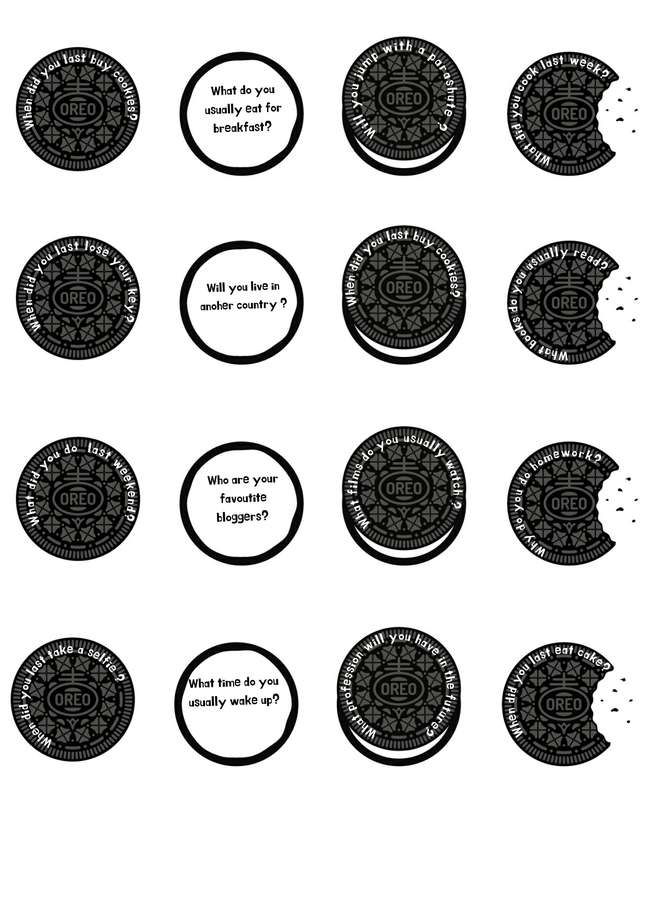 When did you last buy cookies?
OREO
What do you
usually eat for
breakfast?
Will you jump with a parashute ?
OREO
What did you cook last week?
OREO
When did you last lose your key?
OREO
Will you live in
anoher country ?
When did you last buy cookies?
OREO
What books do you usually read?
OREO
What did you do last weekend?
OREO
Who are your
favoutite
bloggers?
What films do you usually watch ?
OREO
Why do you do homework?
OREO
When did you last take a selfie ?
OREO
What time do you
usually wake up?
What profession will you have in the future?
OREO
When did you last eat cake?
OREO